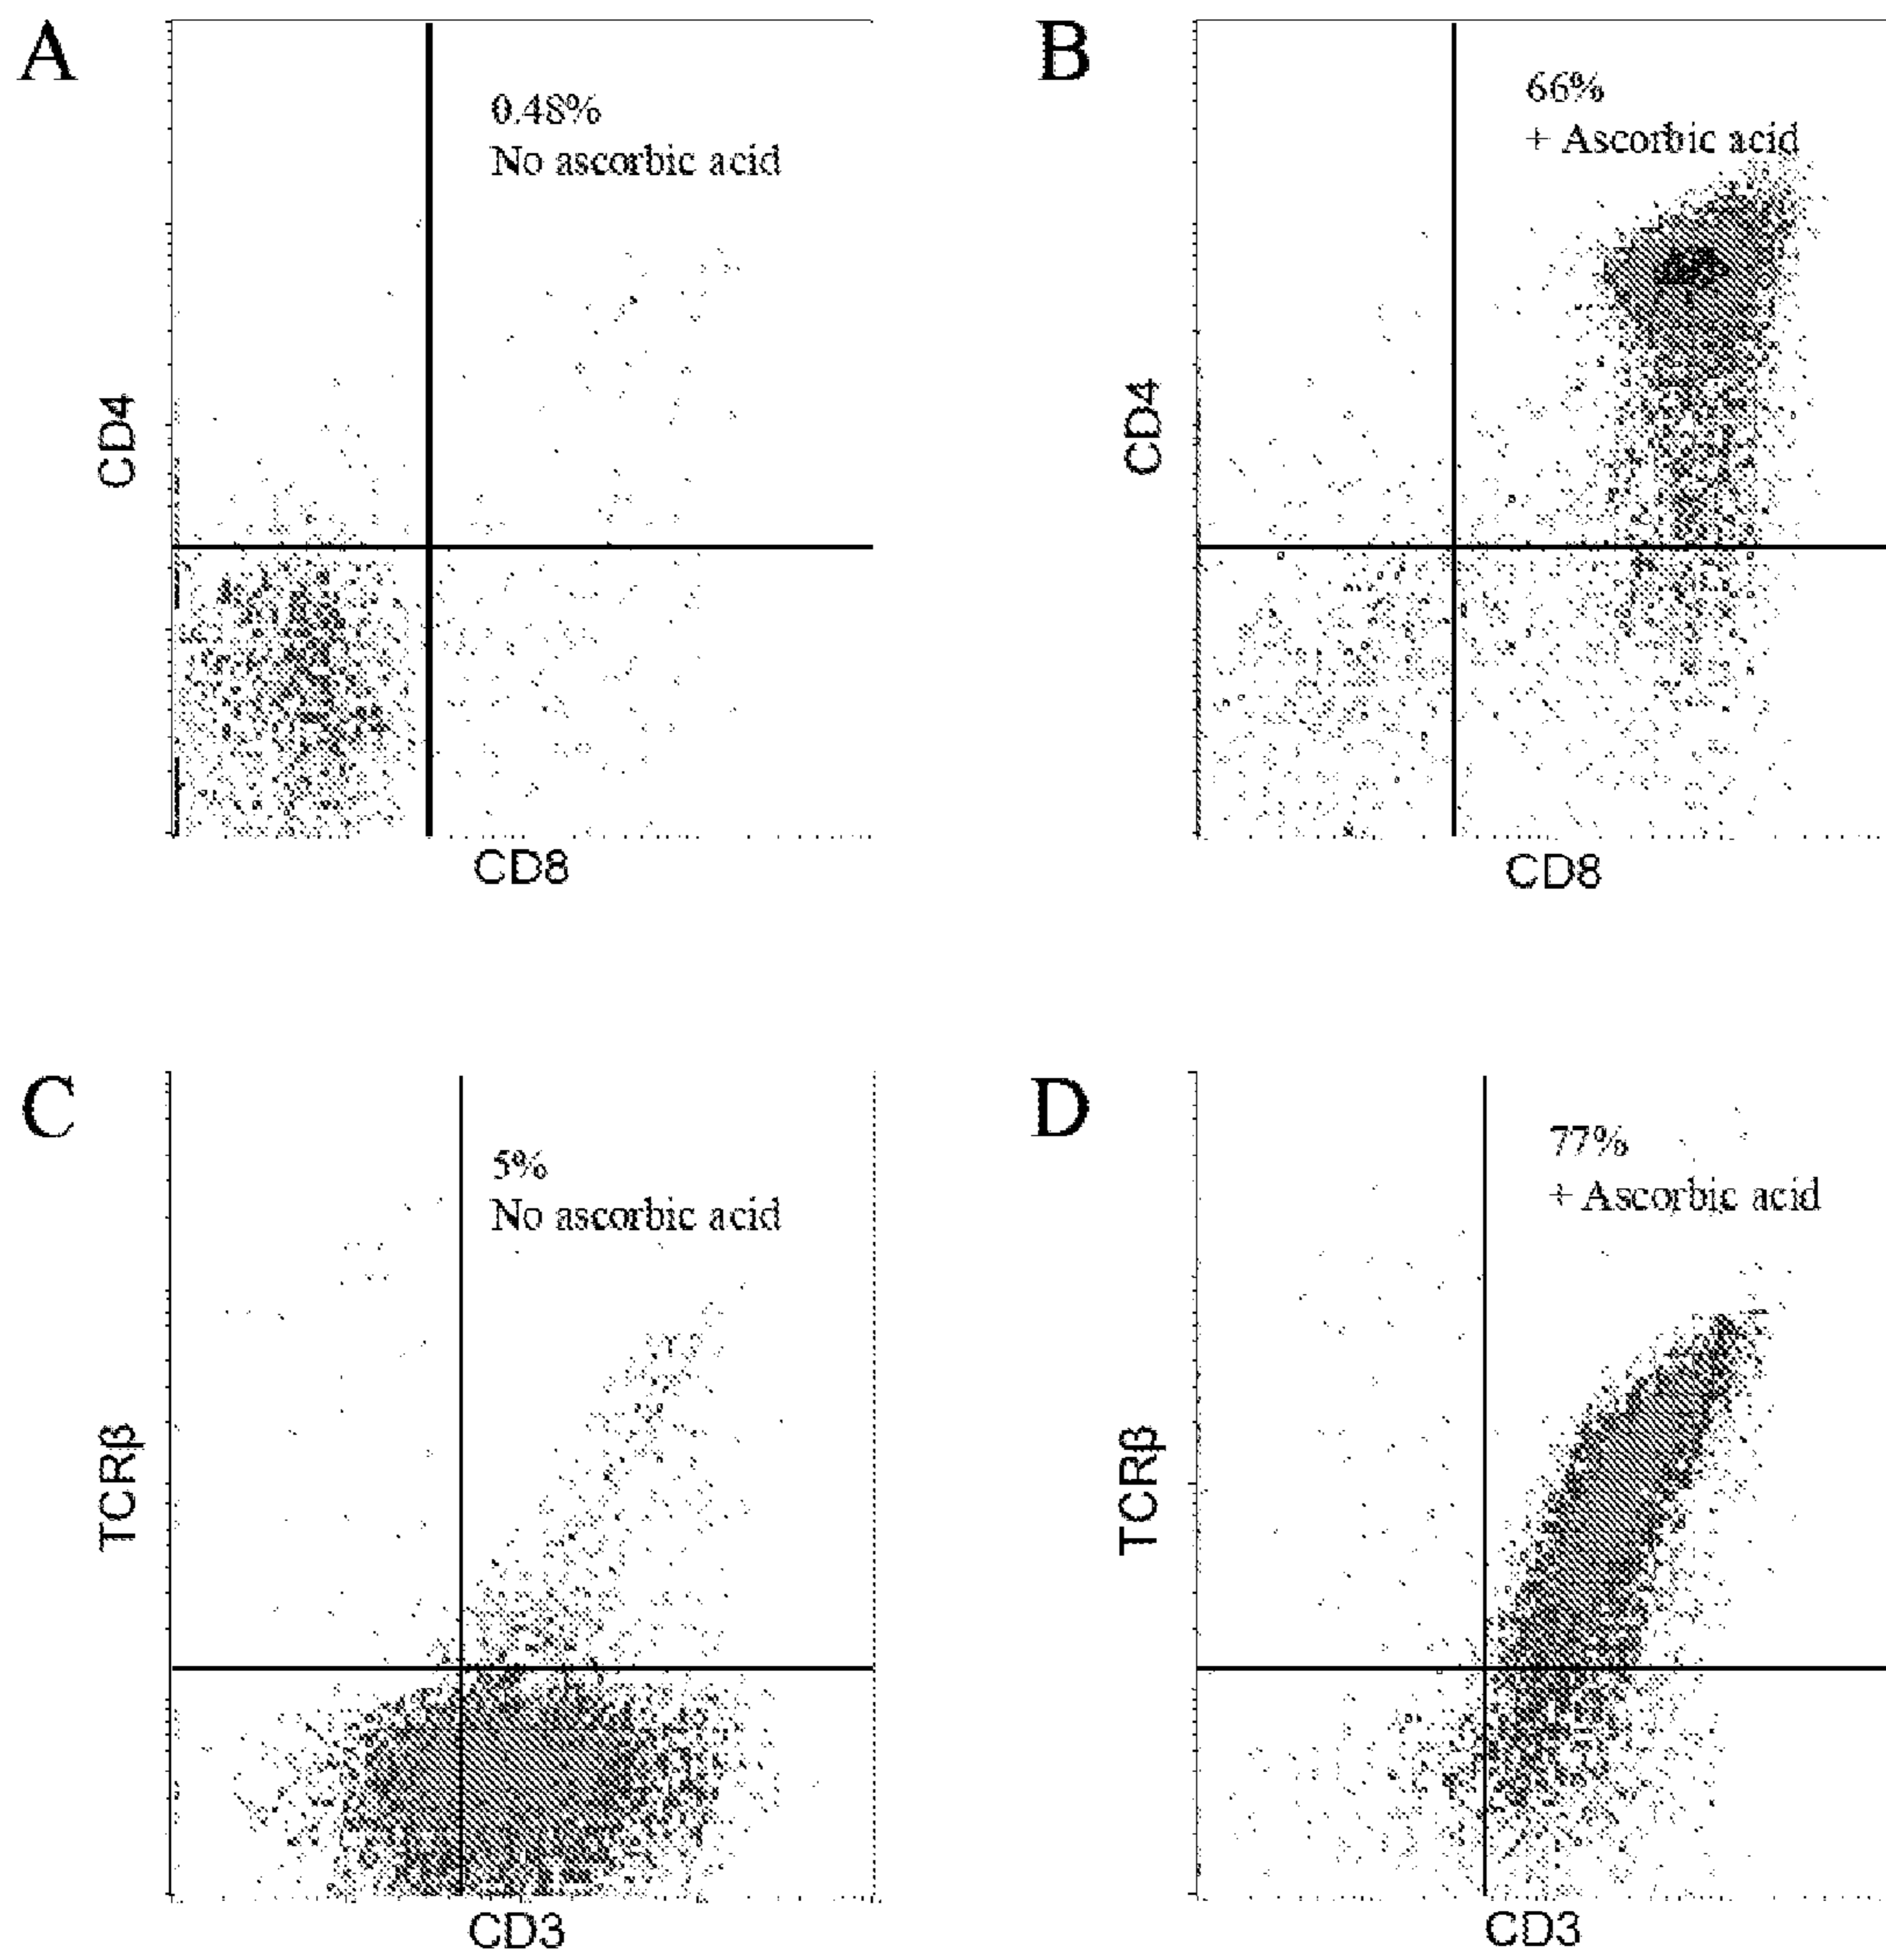 A
0.48%
No ascorbic acid
CD4
CD8
B
66%
+ Ascorbic acid
CD4
CD8
C
5%
No ascorbic acid
TCRβ
CD3
D
77%
+ Ascorbic acid
TCRβ
CD3